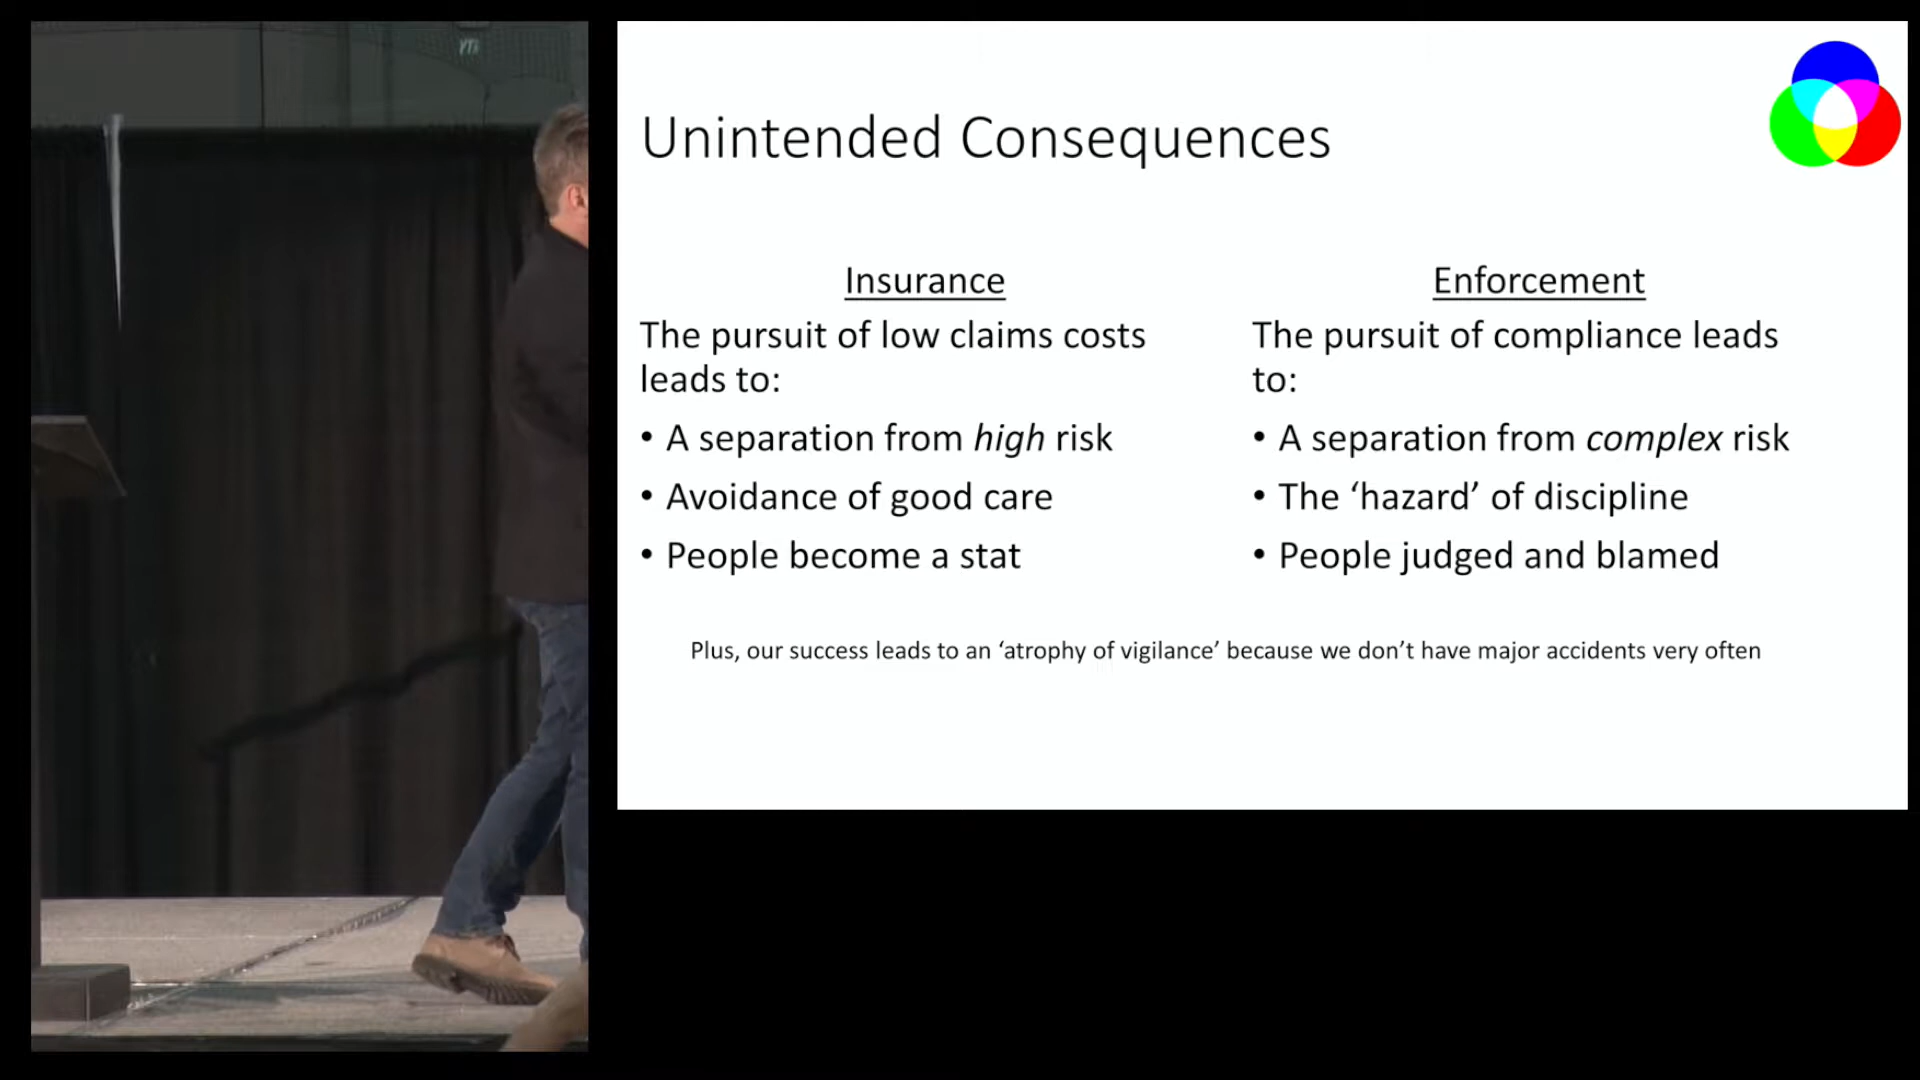 Unintended Consequences
Insurance
The pursuit of low claims costs
leads to:
• A separation from high risk
• Avoidance of good care
• People become a stat
Enforcement
The pursuit of compliance leads
to:
• A separation from complex risk
• The ‘hazard’ of discipline
• People judged and blamed
Plus, our success leads to an ‘atrophy of vigilance’ because we don’t have major accidents very often